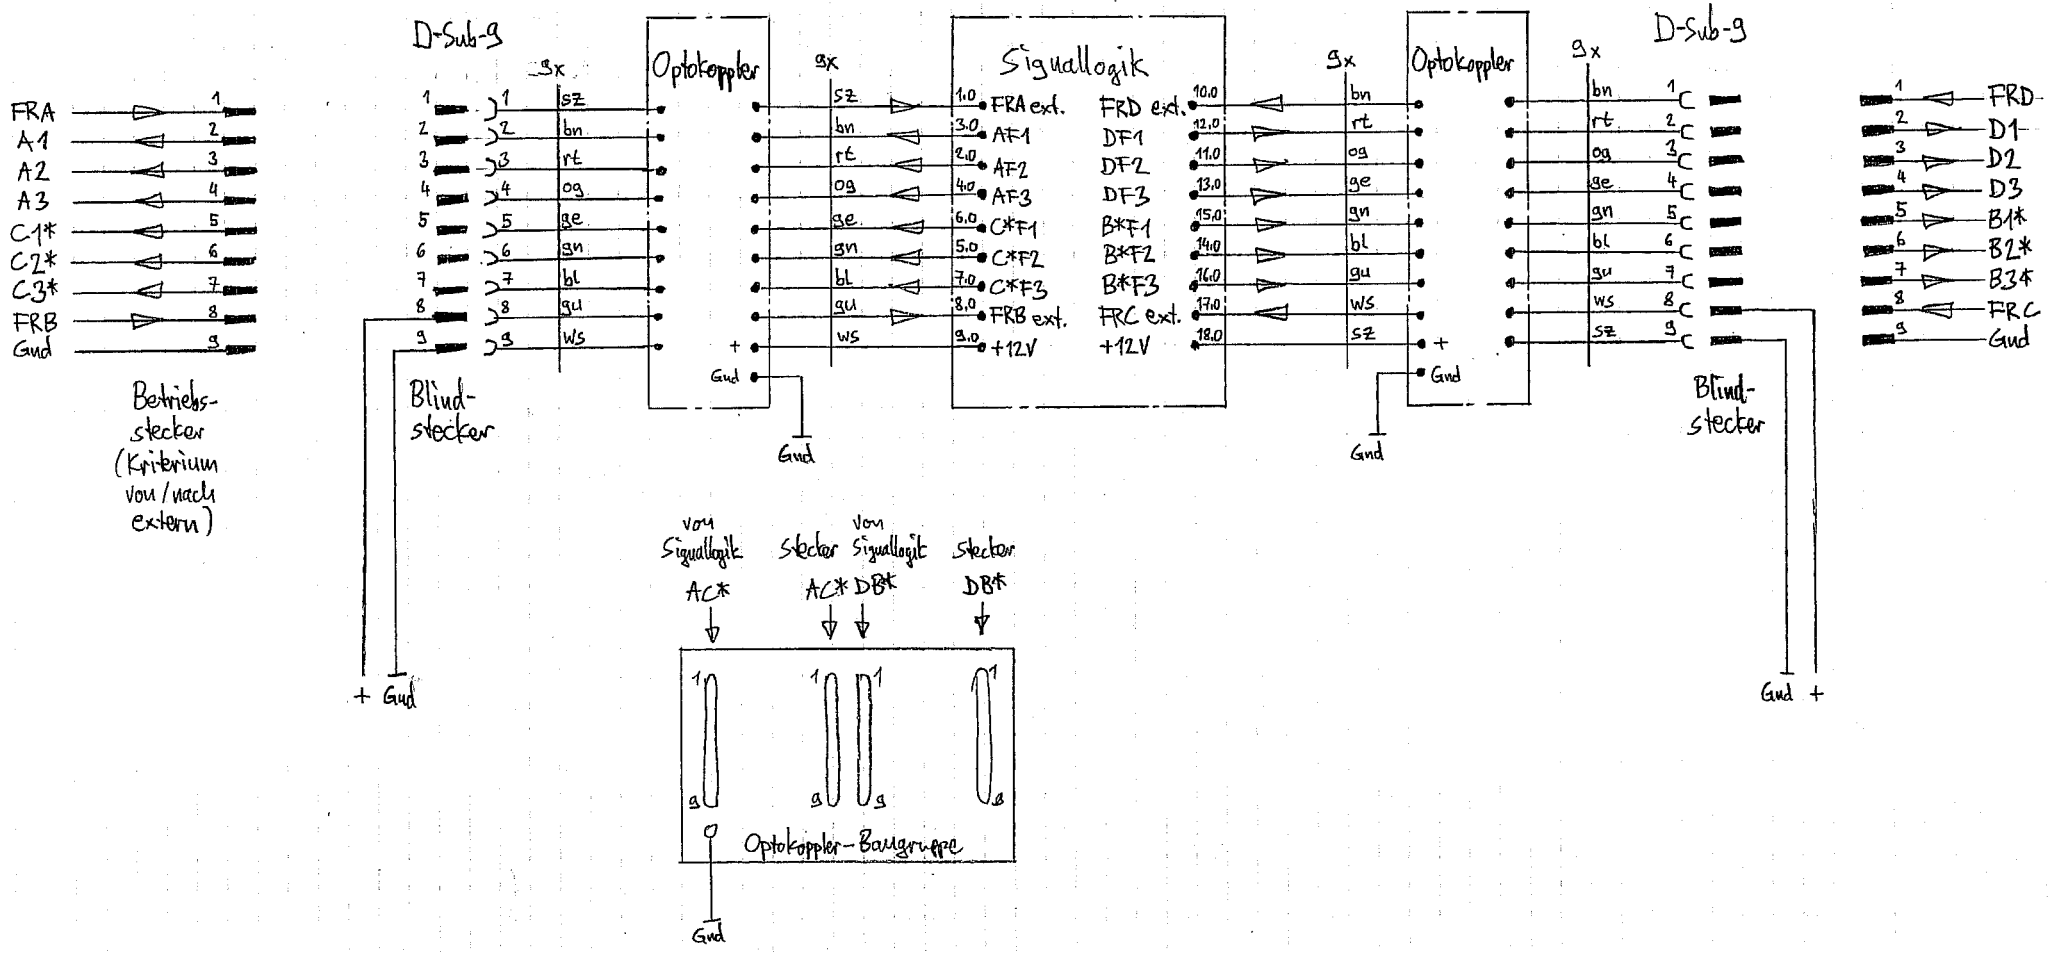 D-Sub-9 9x Optokoppler 9x Signallogik 9x Optokoppler 9x D-Sub-9
FRA 1 1 1 sz sz 1.0 FRA ext. FRD ext. 10.0 bn bn 1 1 FRD
A1 2 2 2 bn bn 3.0 AF1 DF1 12.0 rt rt 2 2 D1
A2 3 3 3 rt rt 2.0 AF2 DF2 11.0 og og 3 3 D2
A3 4 4 4 og og 4.0 AF3 DF3 13.0 ge ge 4 4 D3
C1* 5 5 5 ge ge 6.0 C*F1 B*F1 15.0 gn gn 5 5 B1*
C2* 6 6 6 gn gn 5.0 C*F2 B*F2 14.0 bl bl 6 6 B2*
C3* 7 7 7 bl bl 7.0 C*F3 B*F3 16.0 gu gu 7 7 B3*
FRB 8 8 8 gu gu 8.0 FRB ext. FRC ext. 17.0 ws ws 8 8 FRC
Gnd 9 9 9 ws + ws 9.0 +12V +12V 18.0 sz + sz 9 9 Gnd
Gnd Gnd
Betriebs-
stecker
(Kriterium
von/nach
extern)
Blind-
stecker
Gnd
Gnd
Blind-
stecker
+ Gnd
Gnd +
von
Signallogik
AC*
Stecker
AC*
von
Signallogik
DB*
Stecker
DB*
1 1 1 1
9 9 9 8
Optokoppler-Baugruppe
Gnd